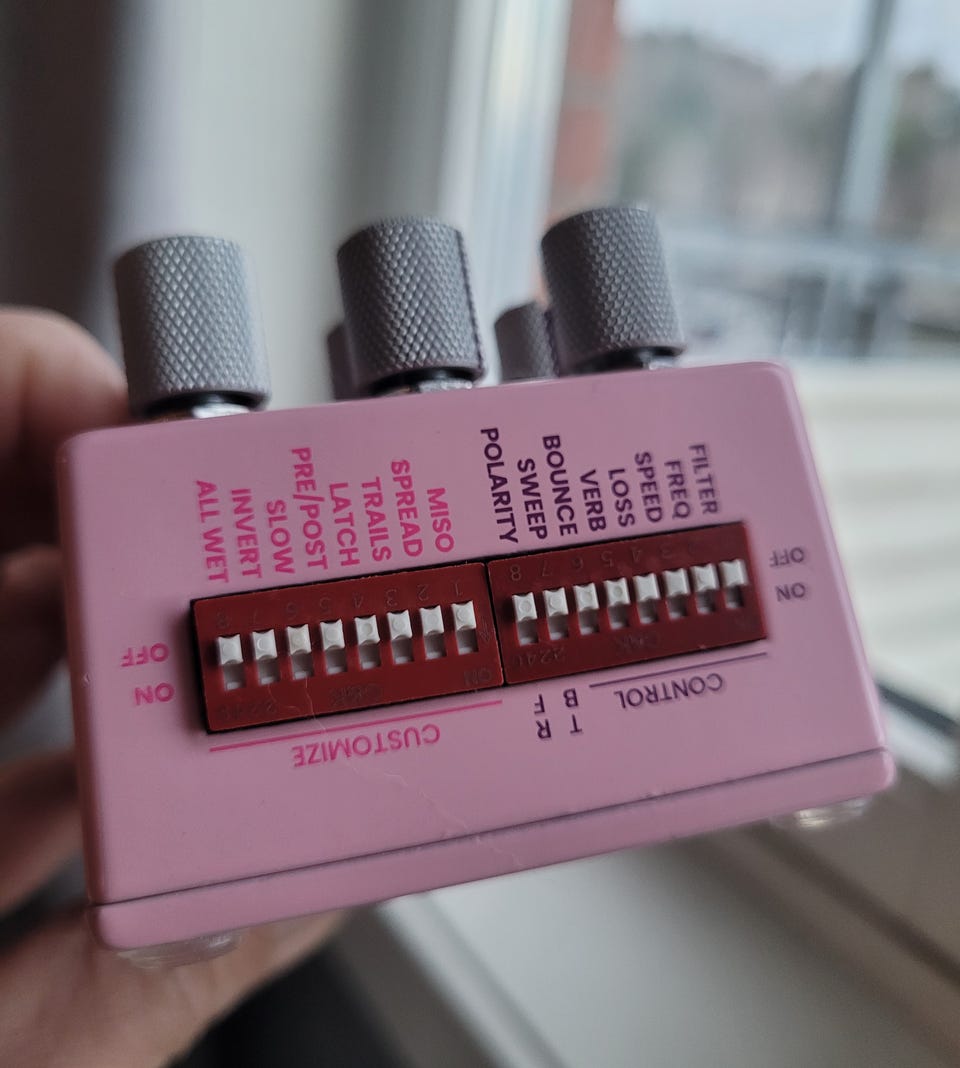 ALL WET
INVERT
SLOW
PRE/POST
LATCH
TRAILS
SPREAD
MISO
POLARITY
SWEEP
BOUNCE
VERB
LOSS
SPEED
FREQ
FILTER
OFF
ON
OFF
ON
8 7 6 5 4 3 2 1
8 7 6 5 4 3 2
ON
CUSTOMIZE
F
R
B
T
CONTROL